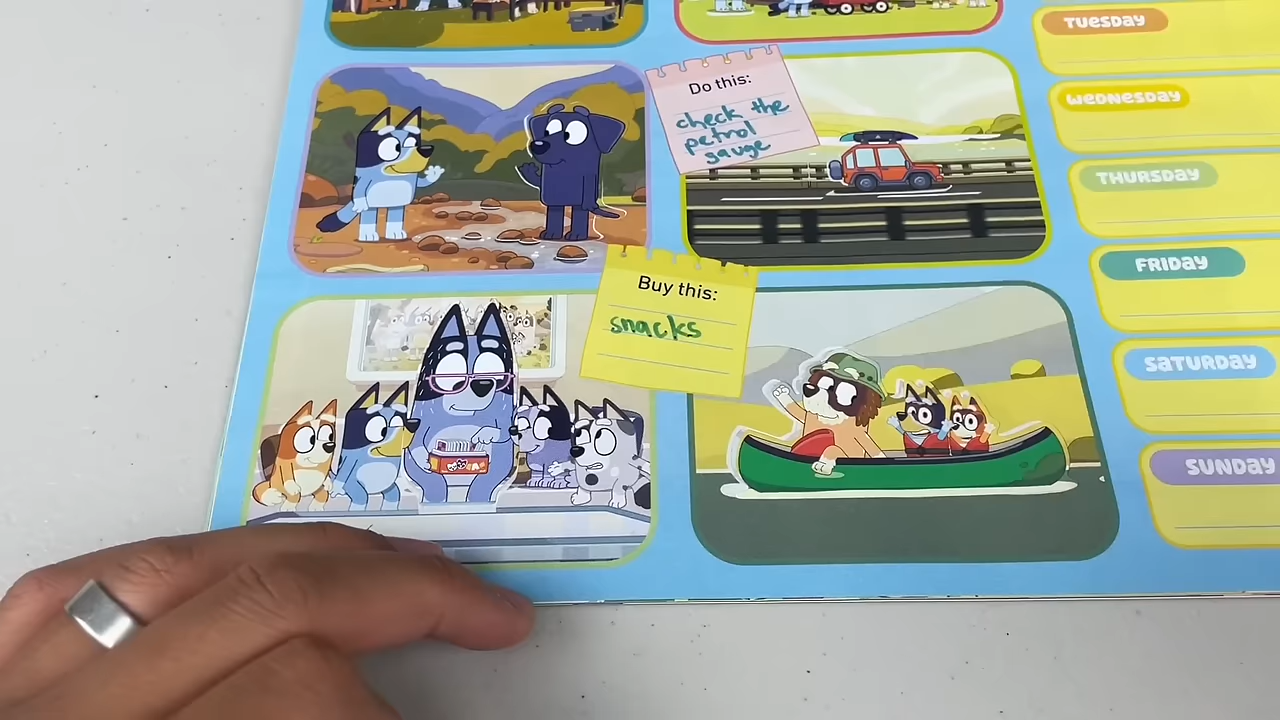 TUESDAY
WEDNESDAY
THURSDAY
FRIDAY
SATURDAY
SUNDAY
Do this:
check the
petrol
gauge
Buy this:
snacks